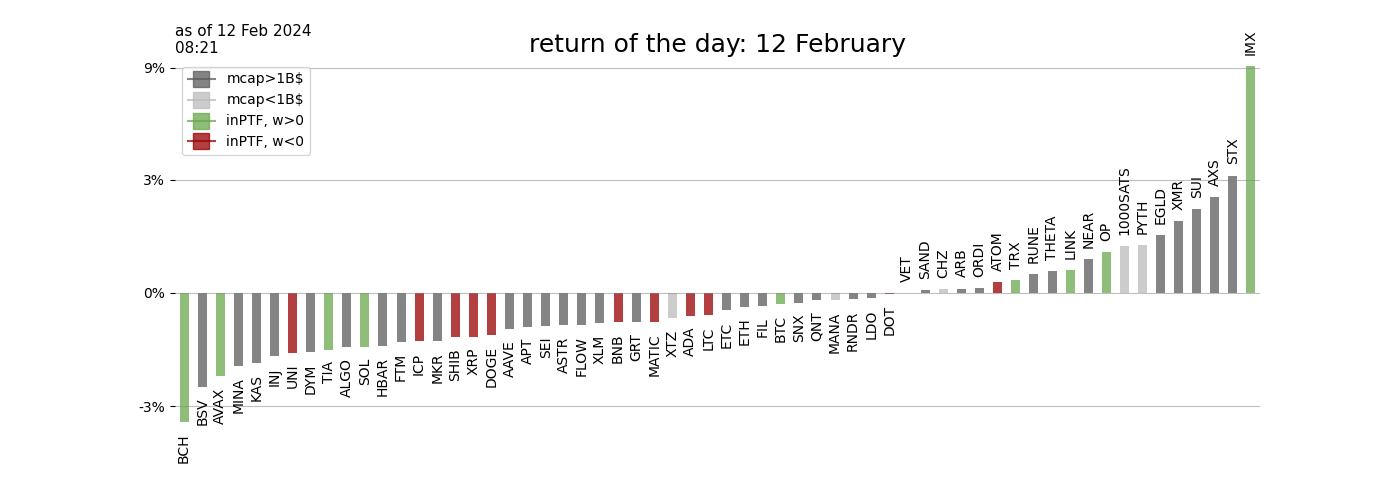 as of 12 Feb 2024
08:21
return of the day: 12 February
9%
3%
0%
-3%
mcap>1B$
mcap<1B$
inPTF, w>0
inPTF, w<0
BCH
BSV
AVAX
MINA
KAS
INJ
UNI
DYM
TIA
ALGO
SOL
HBAR
FTM
ICP
MKR
SHIB
XRP
DOGE
AAVE
APT
SEI
ASTR
FLOW
XLM
BNB
GRT
MATIC
XTZ
ADA
LTC
ETC
ETH
FIL
BTC
SNX
QNT
MANA
RNDR
LDO
DOT
VET
SAND
CHZ
ARB
ORDI
ATOM
TRX
RUNE
THETA
LINK
NEAR
OP
1000SATS
PYTH
EGLD
XMR
SUI
AXS
STX
IMX